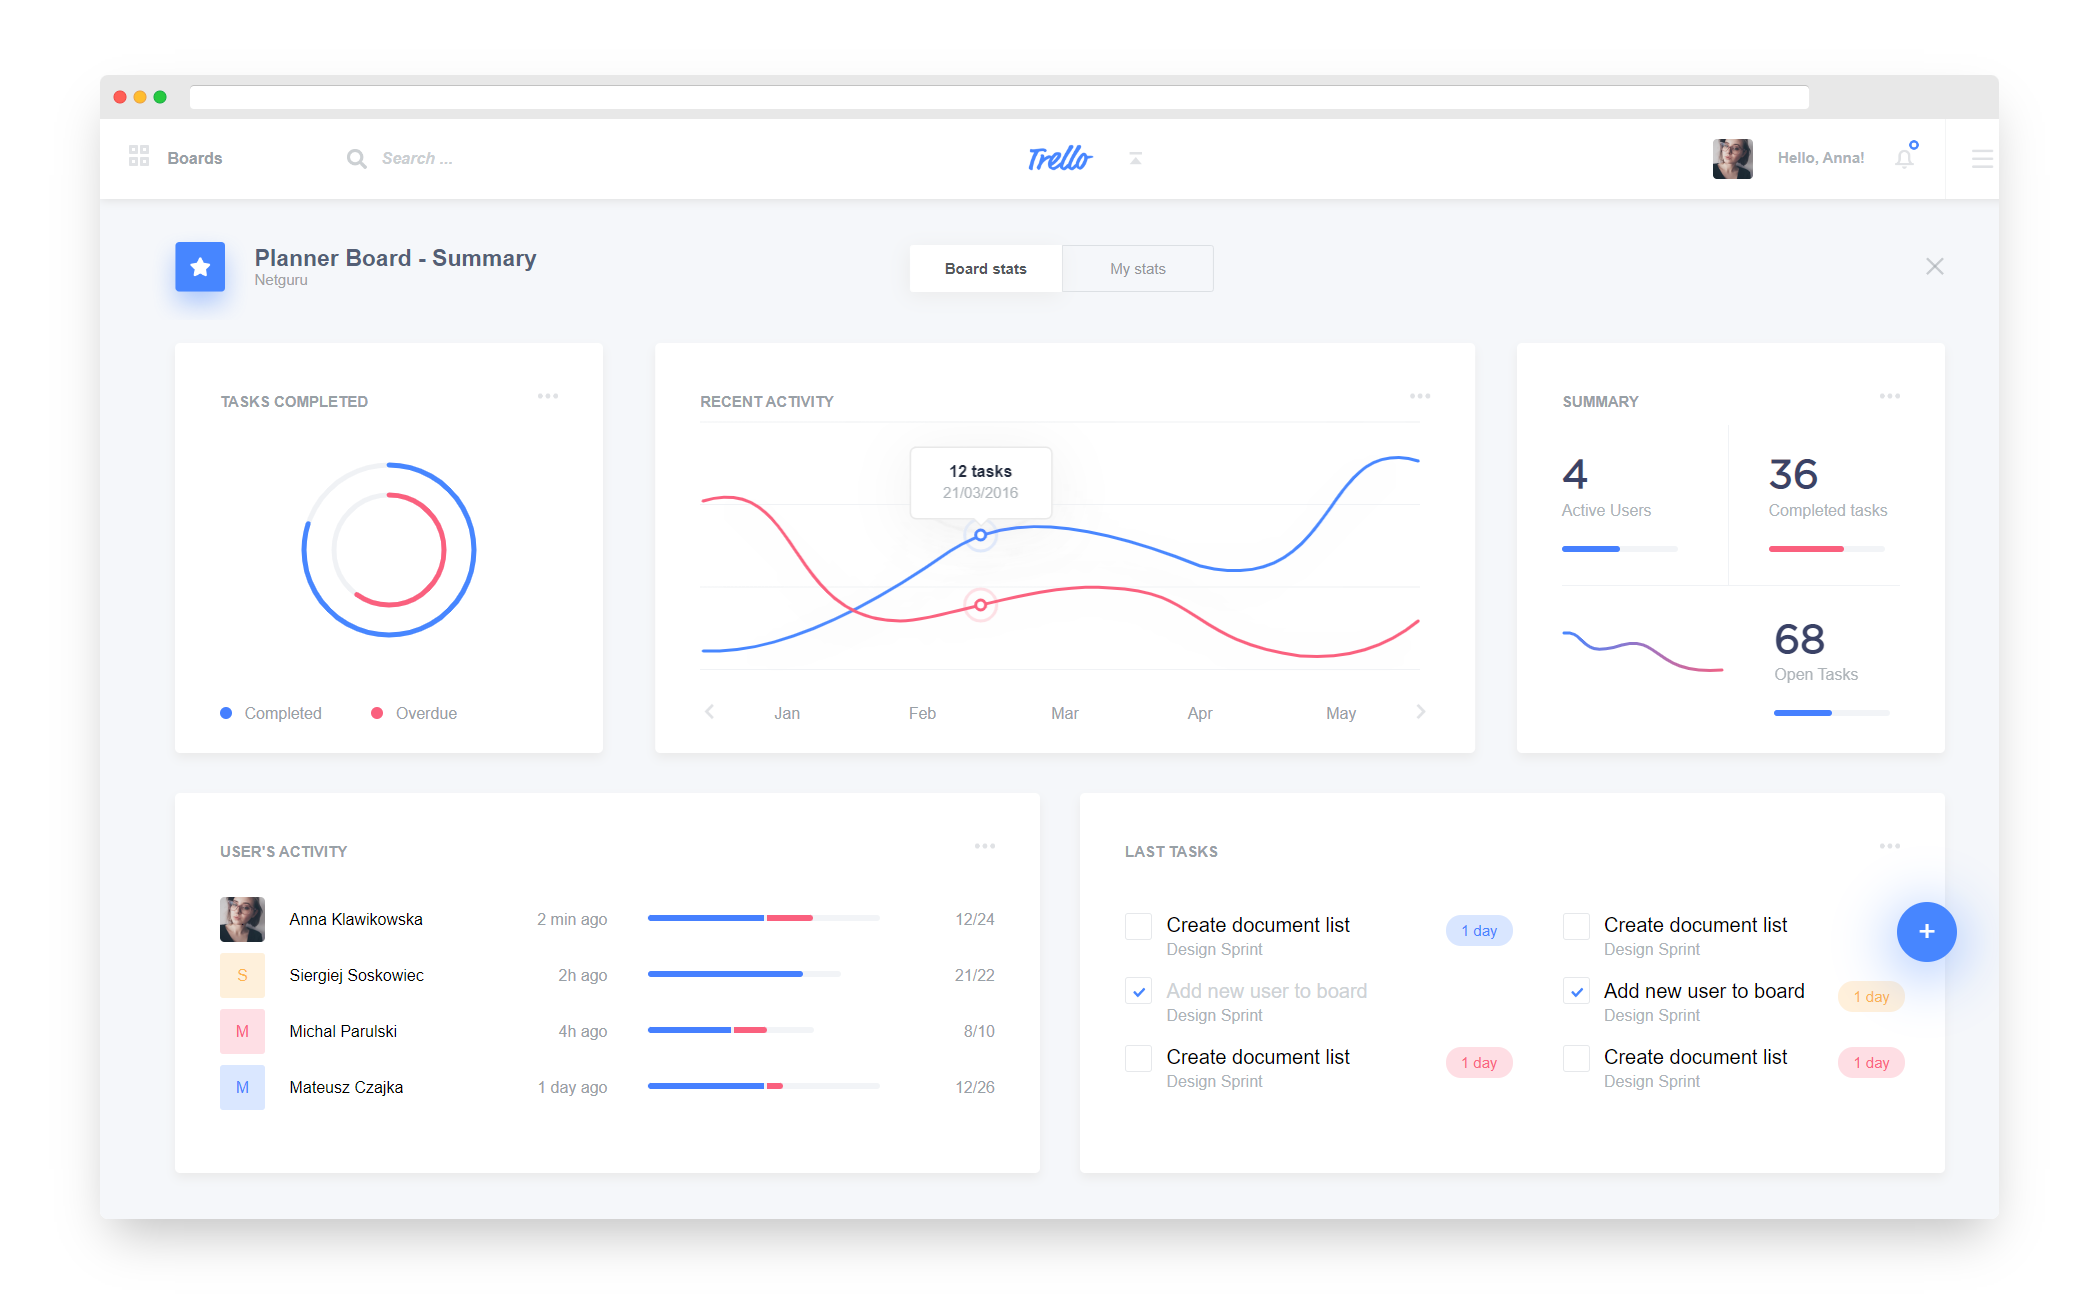 Boards
Search ...
Trello
Hello, Anna!
Planner Board - Summary
Netguru
Board stats
My stats
TASKS COMPLETED
Completed
Overdue
RECENT ACTIVITY
12 tasks
21/03/2016
Jan
Feb
Mar
Apr
May
SUMMARY
4
Active Users
36
Completed tasks
68
Open Tasks
USER'S ACTIVITY
Anna Klawikowska 2 min ago 12/24
S Siergiej Soskowiec 2h ago 21/22
M Michal Parulski 4h ago 8/10
M Mateusz Czajka 1 day ago 12/26
LAST TASKS
Create document list 1 day
Design Sprint
Add new user to board
Design Sprint
Create document list 1 day
Design Sprint
Create document list
Design Sprint
Add new user to board 1 day
Design Sprint
Create document list 1 day
Design Sprint